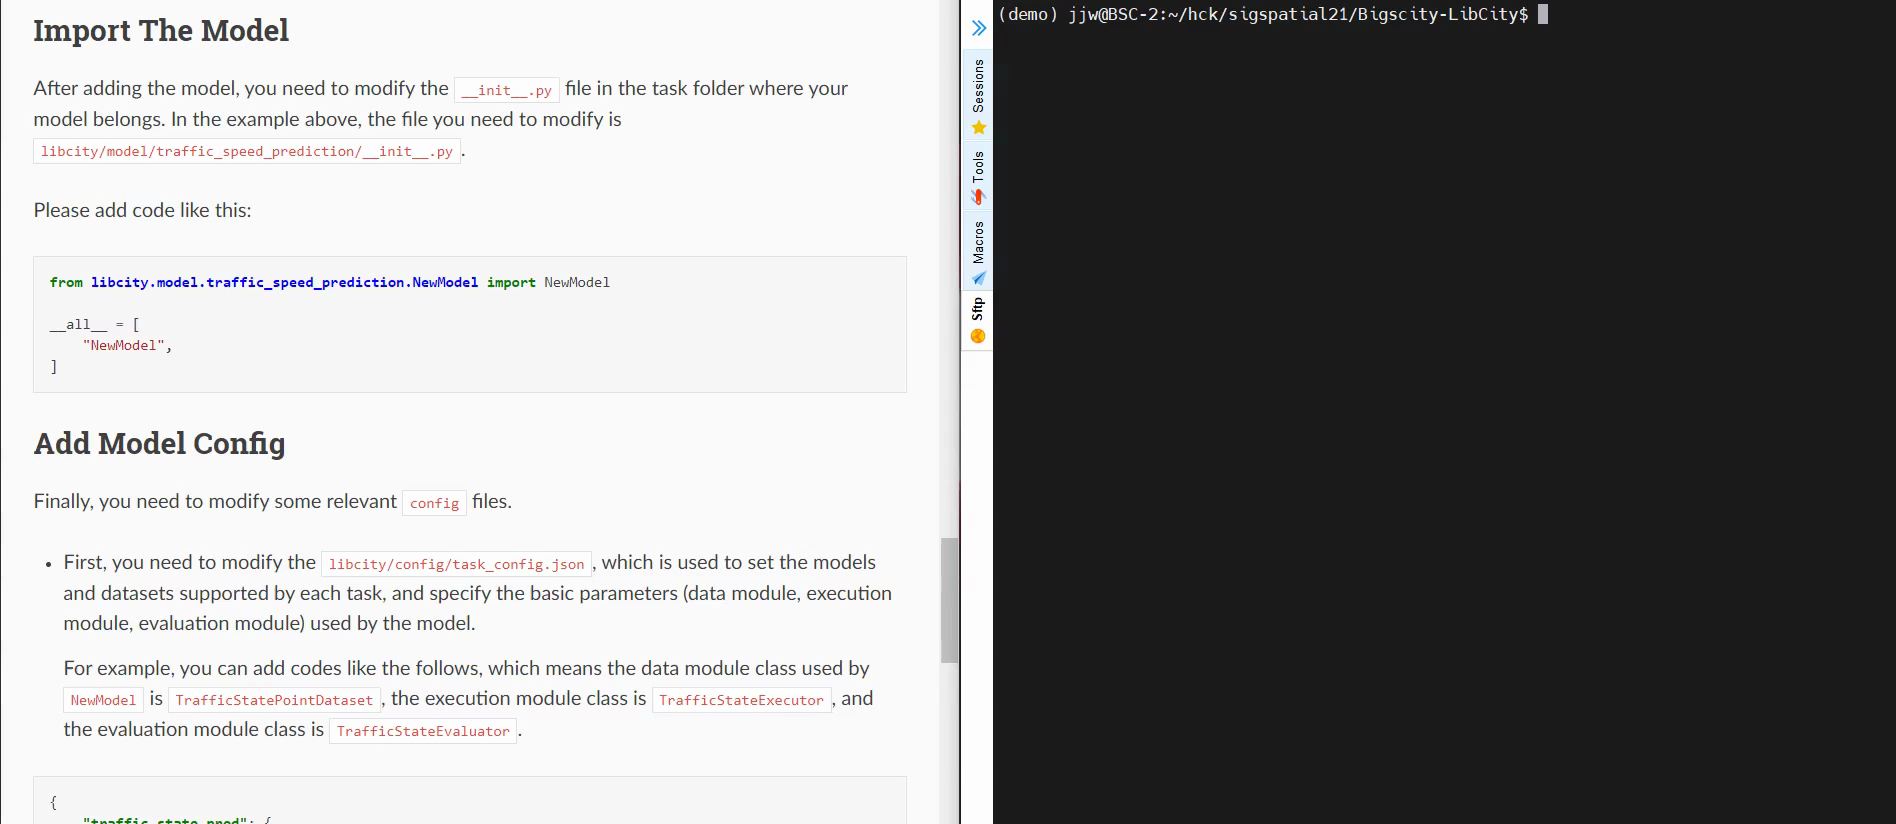 Import The Model
After adding the model, you need to modify the __init__.py file in the task folder where your
model belongs. In the example above, the file you need to modify is
libcity/model/traffic_speed_prediction/__init__.py.
Please add code like this:
from libcity.model.traffic_speed_prediction.NewModel import NewModel
__all__ = [
    "NewModel",
]
Add Model Config
Finally, you need to modify some relevant config files.
• First, you need to modify the libcity/config/task_config.json, which is used to set the models
and datasets supported by each task, and specify the basic parameters (data module, execution
module, evaluation module) used by the model.
For example, you can add codes like the follows, which means the data module class used by
NewModel is TrafficStatePointDataset, the execution module class is TrafficStateExecutor, and
the evaluation module class is TrafficStateEvaluator.
{
    "traffic_state_pred": {
Sessions
Tools
Macros
Sftp
(demo) jjw@BSC-2:~/hck/sigspatial21/Bigscity-LibCity$